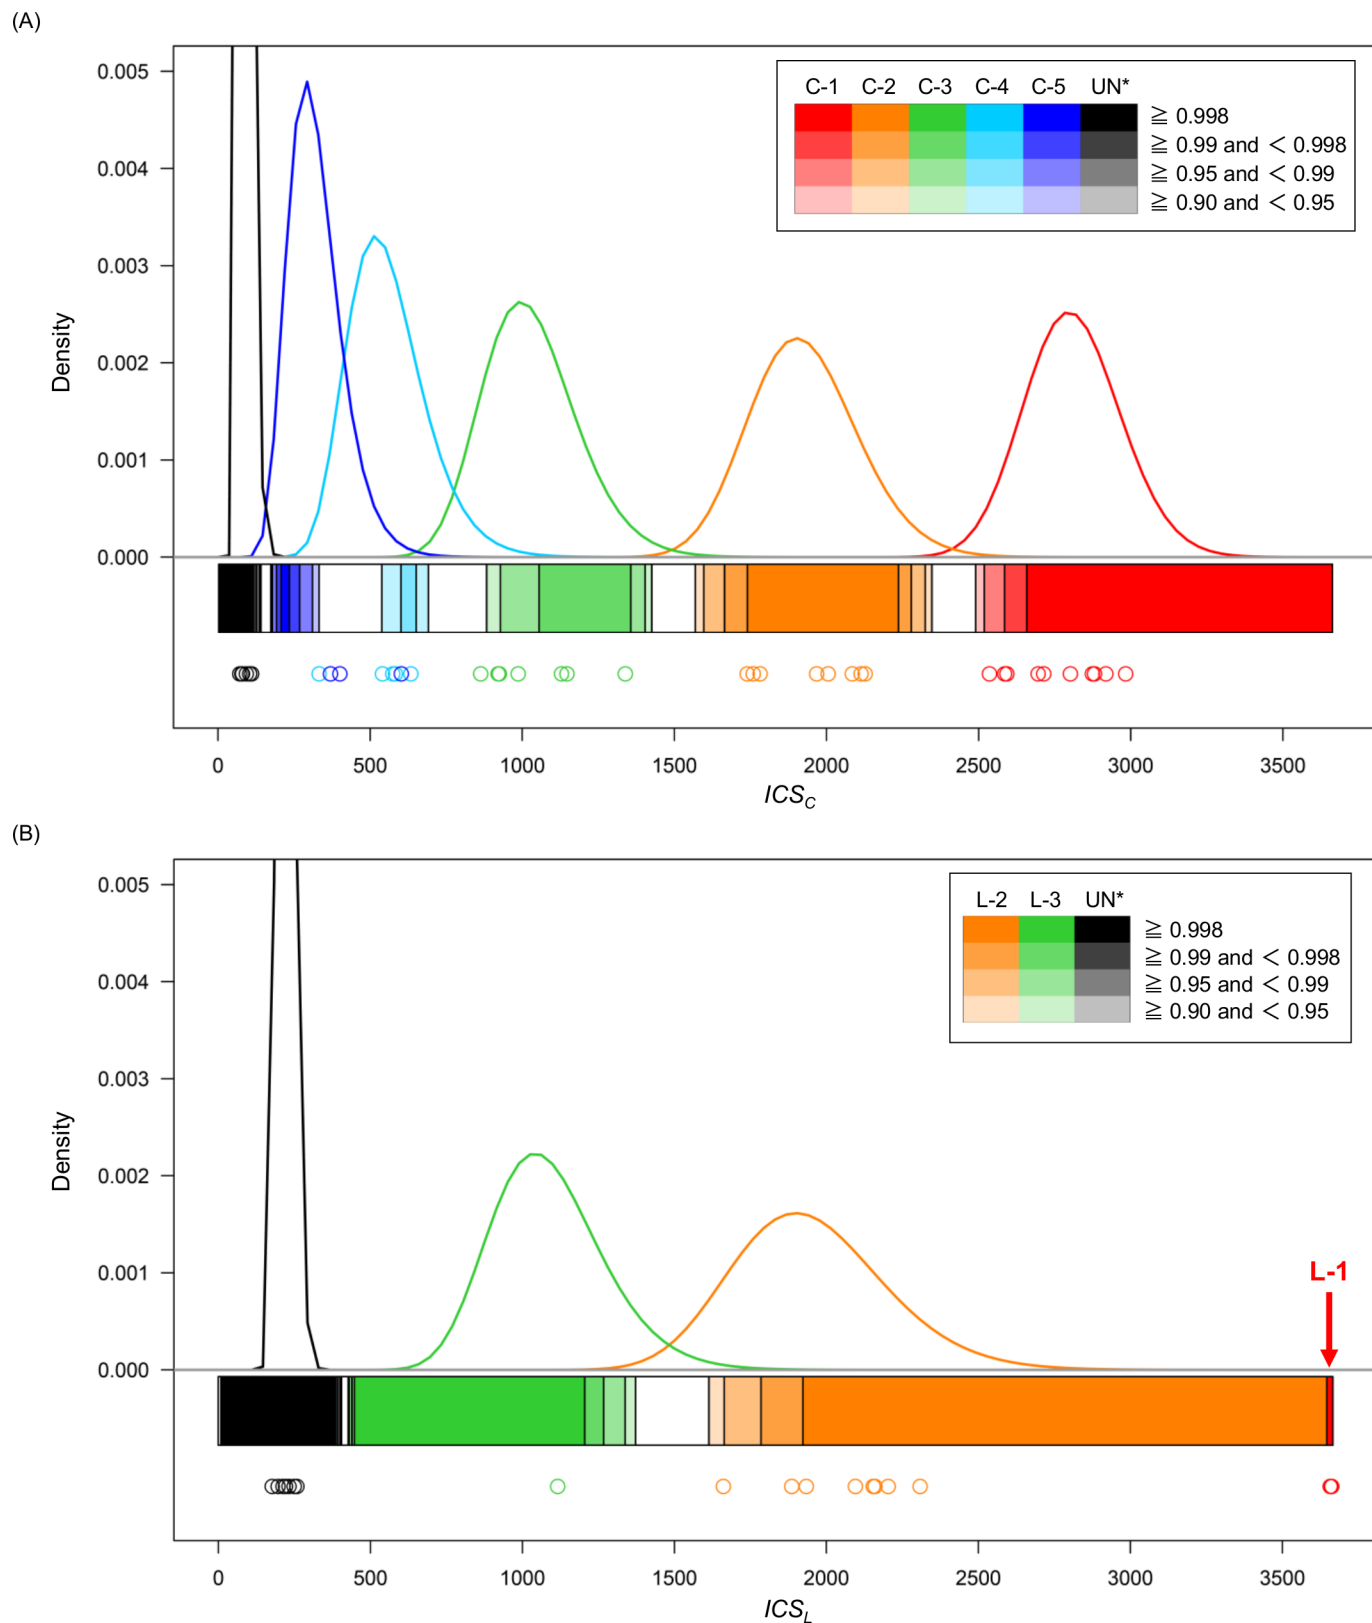 (A)
C-1 C-2 C-3 C-4 C-5 UN*
≧ 0.998
≧ 0.99 and < 0.998
≧ 0.95 and < 0.99
≧ 0.90 and < 0.95
0.005
0.004
0.003
0.002
0.001
0.000
Density
0 500 1000 1500 2000 2500 3000 3500
ICS_C
(B)
L-2 L-3 UN*
≧ 0.998
≧ 0.99 and < 0.998
≧ 0.95 and < 0.99
≧ 0.90 and < 0.95
0.005
0.004
0.003
0.002
0.001
0.000
Density
L-1
0 500 1000 1500 2000 2500 3000 3500
ICS_L